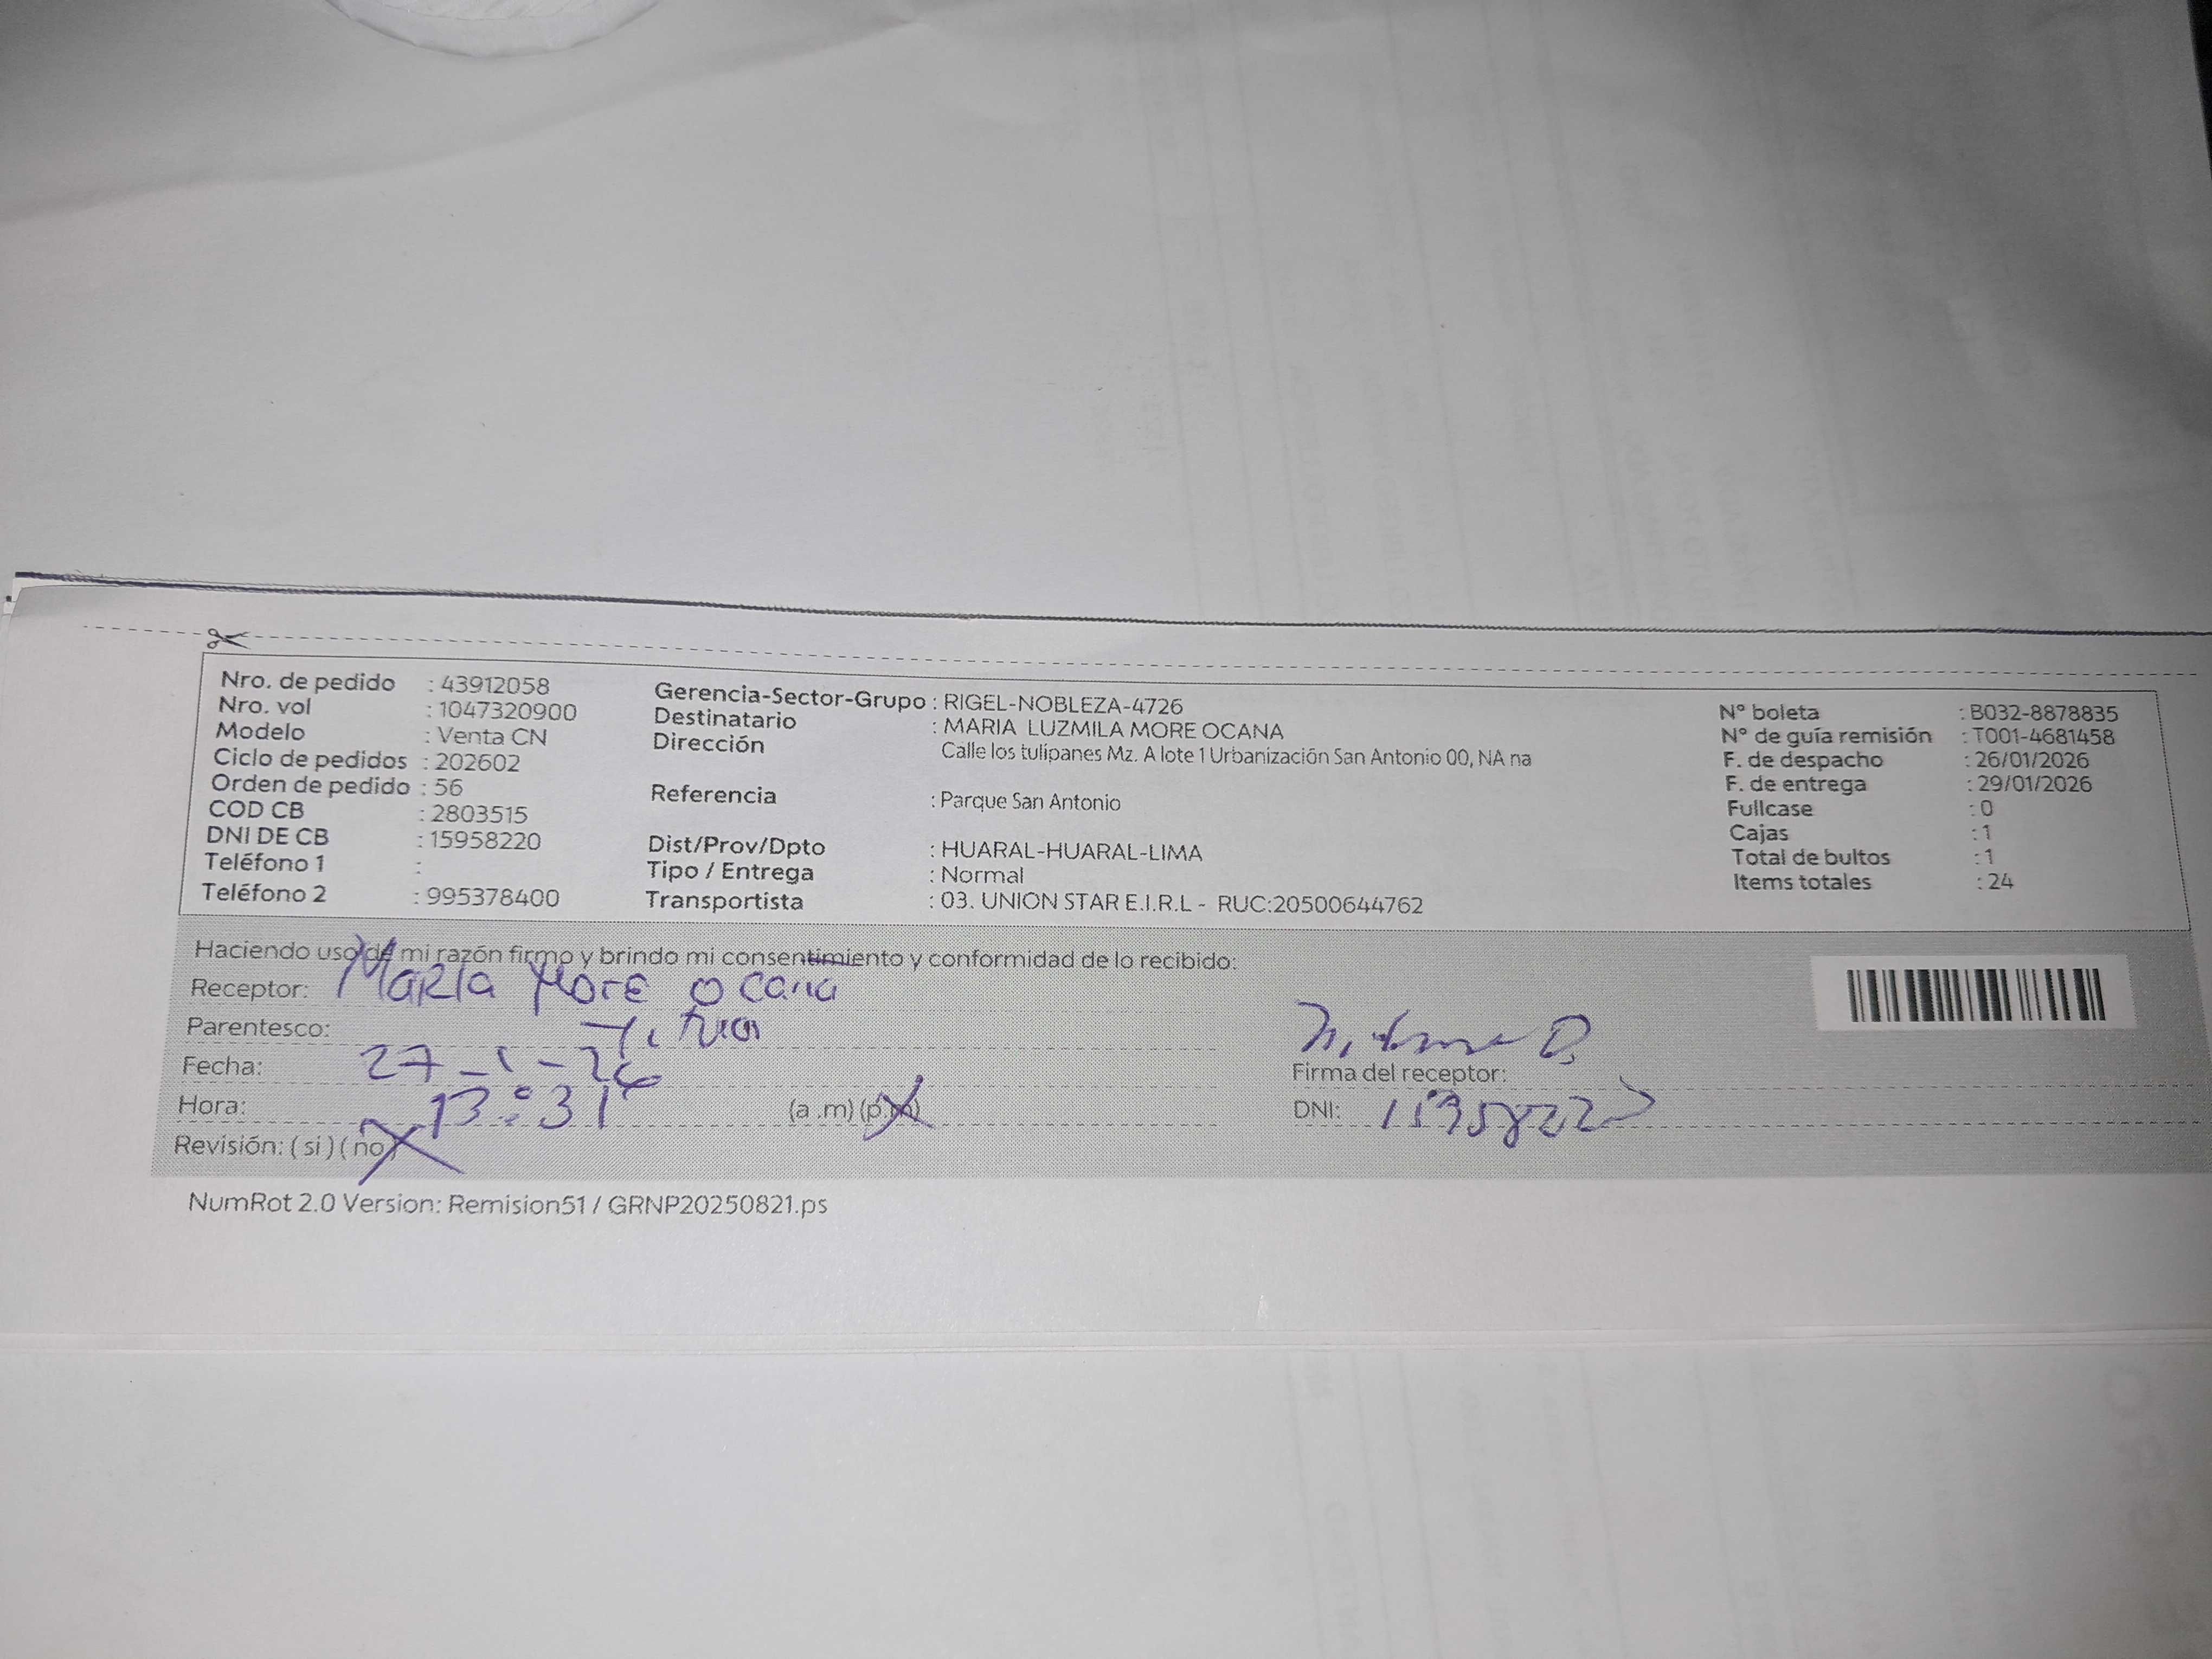 Nro. de pedido : 43912058
Nro. vol : 1047320900
Modelo : Venta CN
Ciclo de pedidos : 202602
Orden de pedido : 56
COD CB : 2803515
DNI DE CB : 15958220
Teléfono 1 :
Teléfono 2 : 995378400
Gerencia-Sector-Grupo : RIGEL-NOBLEZA-4726
Destinatario : MARIA LUZMILA MORE OCANA
Dirección Calle los tulipanes Mz. A lote 1 Urbanización San Antonio 00, NA na
Referencia : Parque San Antonio
Dist/Prov/Dpto : HUARAL-HUARAL-LIMA
Tipo / Entrega : Normal
Transportista : 03. UNION STAR E.I.R.L - RUC:20500644762
N° boleta : B032-8878835
N° de guía remisión : T001-4681458
F. de despacho : 26/01/2026
F. de entrega : 29/01/2026
Fullcase : 0
Cajas : 1
Total de bultos : 1
Items totales : 24
Haciendo uso de mi razón firmo y brindo mi consentimiento y conformidad de lo recibido:
Receptor: Maria More Ocana
Parentesco:
Fecha: 27-1-26
Hora: 13:31 (a.m) (p.m)
Revisión: (si) (no)
Firma del receptor:
DNI:
NumRot 2.0 Version: Remision51 / GRNP20250821.ps